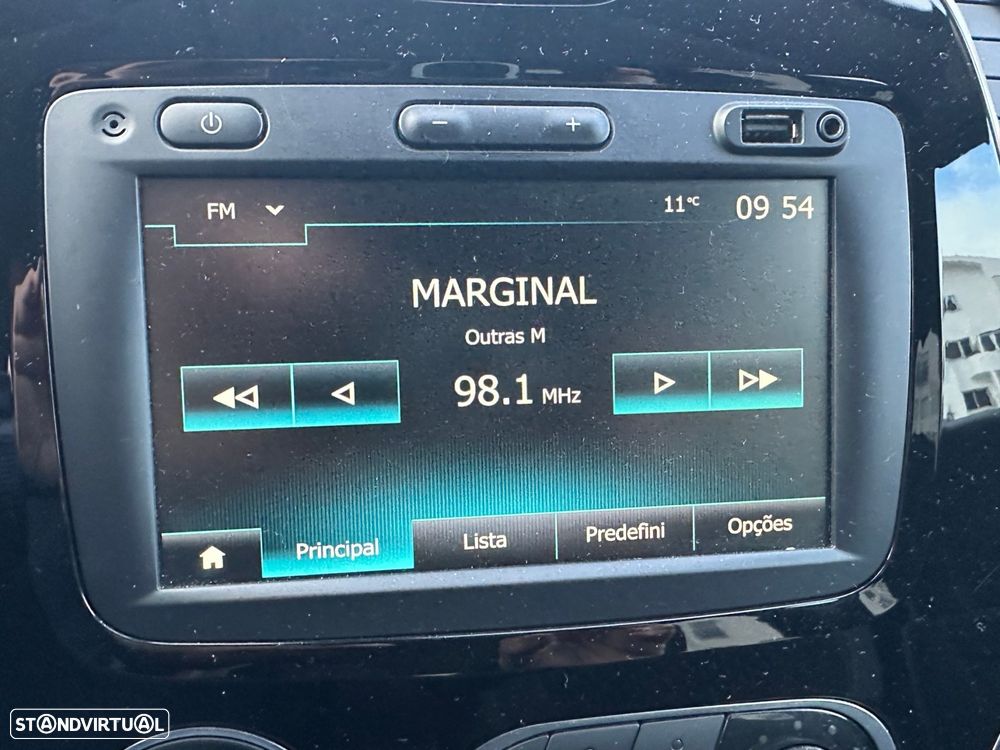 FM
11°C
09 54
MARGINAL
Outras M
98.1 MHz
Principal
Lista
Predefini
Opções
STANDVIRTUAL